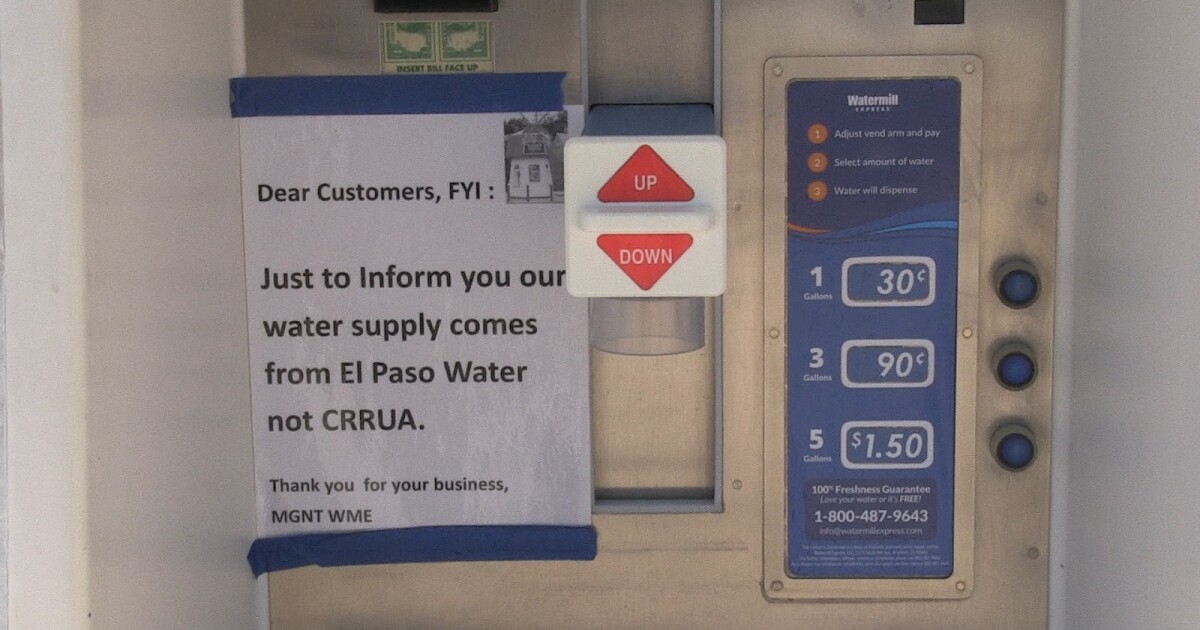 INSERT BILL FACE UP
Dear Customers, FYI :
Just to Inform you our
water supply comes
from El Paso Water
not CRRUA.
Thank you for your business,
MGNT WME
UP
DOWN
Watermill
EXPRESS
1 Adjust vend arm and pay
2 Select amount of water
3 Water will dispense
1 Gallons 30¢
3 Gallons 90¢
5 Gallons $1.50
100% Freshness Guarantee
Love your water or it's FREE!
1-800-487-9643
info@watermillexpress.com